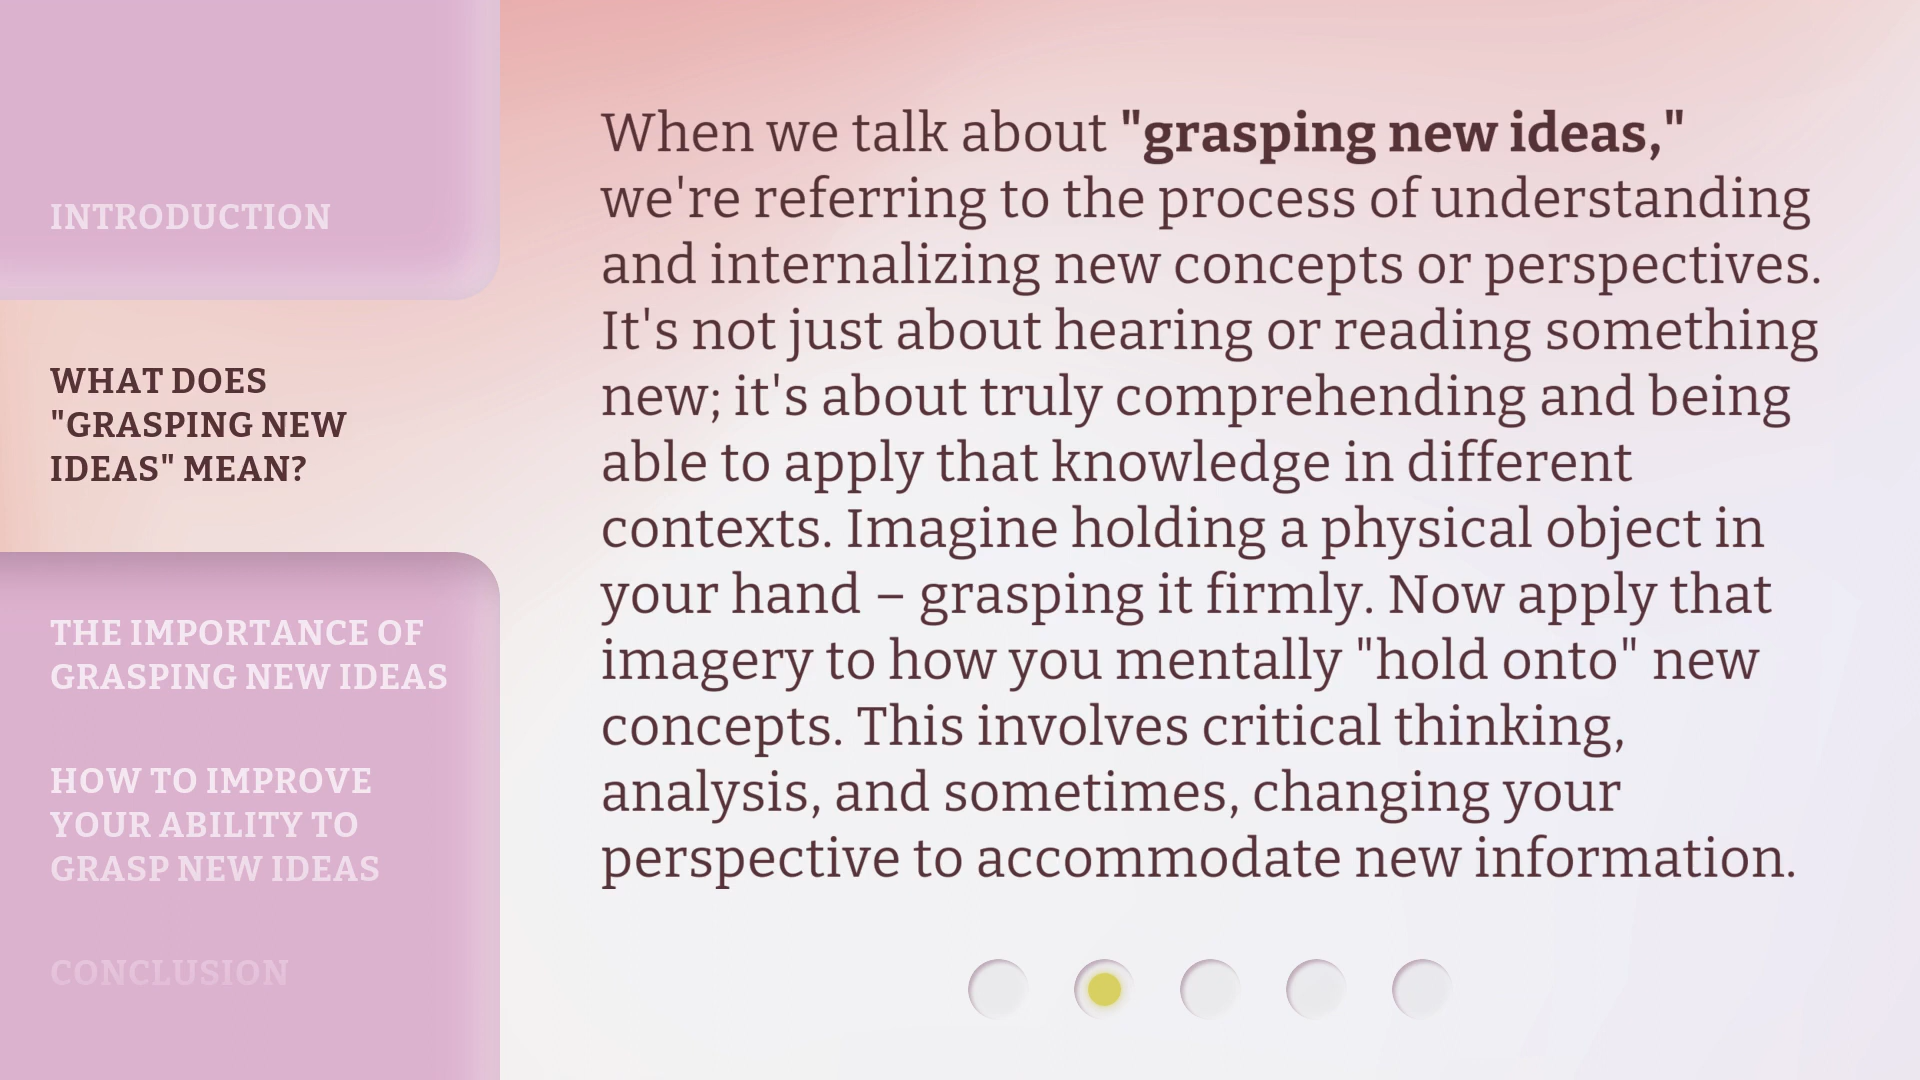 INTRODUCTION
WHAT DOES
"GRASPING NEW
IDEAS" MEAN?
THE IMPORTANCE OF
GRASPING NEW IDEAS
HOW TO IMPROVE
YOUR ABILITY TO
GRASP NEW IDEAS
CONCLUSION
When we talk about "grasping new ideas,"
we're referring to the process of understanding
and internalizing new concepts or perspectives.
It's not just about hearing or reading something
new; it's about truly comprehending and being
able to apply that knowledge in different
contexts. Imagine holding a physical object in
your hand – grasping it firmly. Now apply that
imagery to how you mentally "hold onto" new
concepts. This involves critical thinking,
analysis, and sometimes, changing your
perspective to accommodate new information.